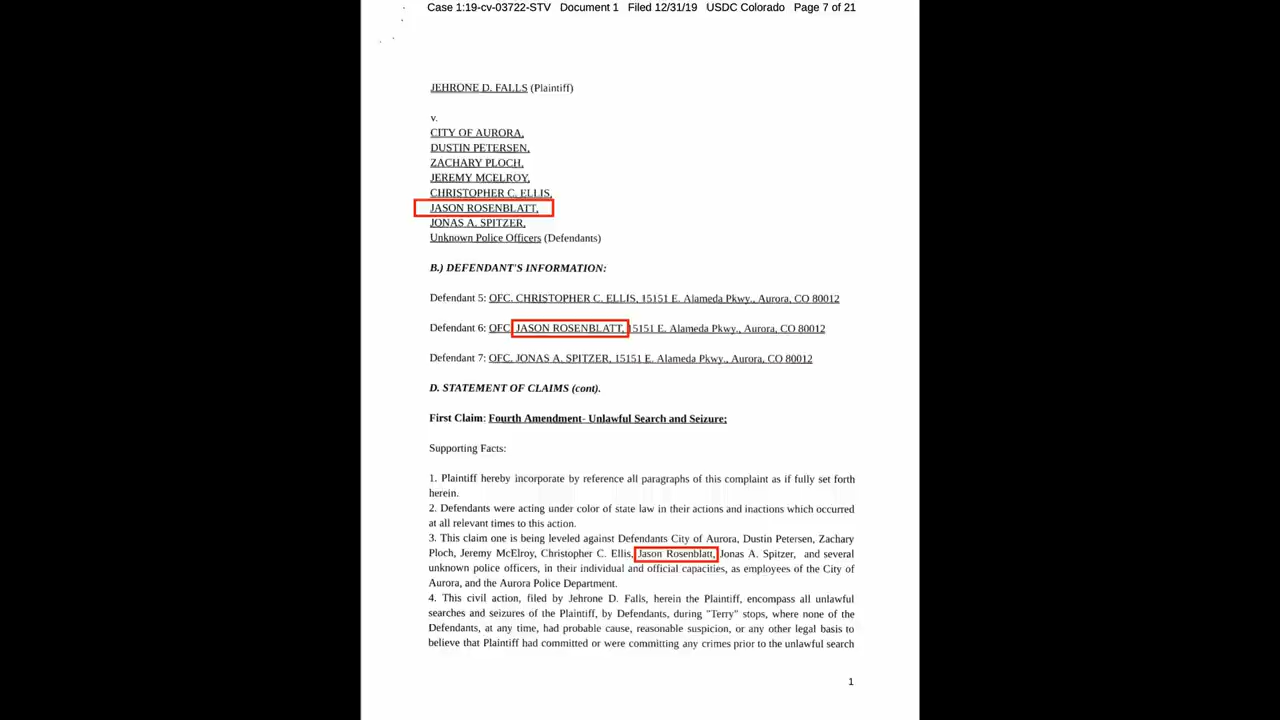 Case 1:19-cv-03722-STV Document 1 Filed 12/31/19 USDC Colorado Page 7 of 21
JEHRONE D. FALLS (Plaintiff)
v.
CITY OF AURORA,
DUSTIN PETERSEN,
ZACHARY PLOCH,
JEREMY MCELROY,
CHRISTOPHER C. ELLIS,
JASON ROSENBLATT,
JONAS A. SPITZER,
Unknown Police Officers (Defendants)
B.) DEFENDANT'S INFORMATION:
Defendant 5: OFC. CHRISTOPHER C. ELLIS, 15151 E. Alameda Pkwy., Aurora, CO 80012
Defendant 6: OFC. JASON ROSENBLATT, 15151 E. Alameda Pkwy., Aurora, CO 80012
Defendant 7: OFC. JONAS A. SPITZER, 15151 E. Alameda Pkwy., Aurora, CO 80012
D. STATEMENT OF CLAIMS (cont).
First Claim: Fourth Amendment- Unlawful Search and Seizure;
Supporting Facts:
1. Plaintiff hereby incorporate by reference all paragraphs of this complaint as if fully set forth
herein.
2. Defendants were acting under color of state law in their actions and inactions which occurred
at all relevant times to this action.
3. This claim one is being leveled against Defendants City of Aurora, Dustin Petersen, Zachary
Ploch, Jeremy McElroy, Christopher C. Ellis, Jason Rosenblatt, Jonas A. Spitzer, and several
unknown police officers, in their individual and official capacities, as employees of the City of
Aurora, and the Aurora Police Department.
4. This civil action, filed by Jehrone D. Falls, herein the Plaintiff, encompass all unlawful
searches and seizures of the Plaintiff, by Defendants, during "Terry" stops, where none of the
Defendants, at any time, had probable cause, reasonable suspicion, or any other legal basis to
believe that Plaintiff had committed or were committing any crimes prior to the unlawful search
1